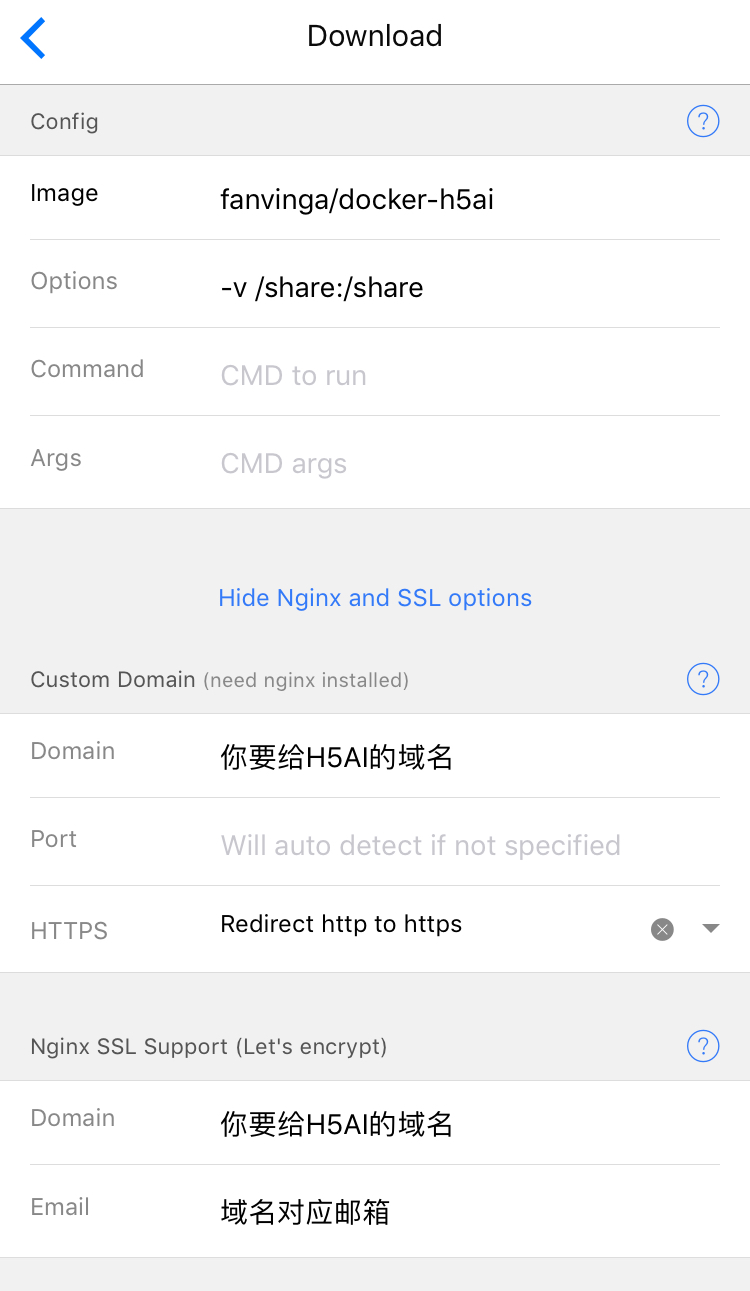 Download
Config ?
Image fanvinga/docker-h5ai
Options -v /share:/share
Command CMD to run
Args CMD args
Hide Nginx and SSL options
Custom Domain (need nginx installed) ?
Domain 你要给H5AI的域名
Port Will auto detect if not specified
HTTPS Redirect http to https
Nginx SSL Support (Let's encrypt) ?
Domain 你要给H5AI的域名
Email 域名对应邮箱